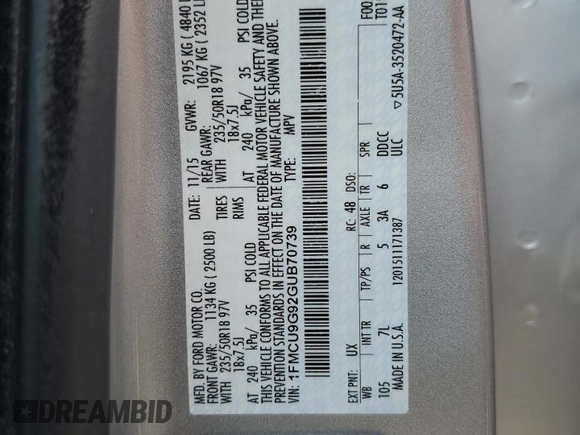 MFD. BY FORD MOTOR CO.
DATE: 11/15 GVWR: 2195 KG ( 4840
FRONT GAWR: 1134 KG ( 2500 LB) REAR GAWR: 1067 KG ( 2352
WITH 235/50R18 97V TIRES WITH 235/50R18 97V
18x7.5J RIMS 18x7.5J
AT 240 kPa/ 35 PSI COLD AT 240 kPa/ 35 PSI COLD
THIS VEHICLE CONFORMS TO ALL APPLICABLE FEDERAL MOTOR VEHICLE SAFETY AND THEFT
PREVENTION STANDARDS IN EFFECT ON THE DATE OF MANUFACTURE SHOWN ABOVE.
VIN: 1FMCU9G92GUB70739 TYPE: MPV
EXT PNT: UX RC: 48 DSO: F00
WB INT TR TP/PS R AXLE TR SPR T01
105 7L 5 3A 6 DDCC
1201511171387 ULC
MADE IN U.S.A. ▽5U5A-3520472-AA
DREAMBID